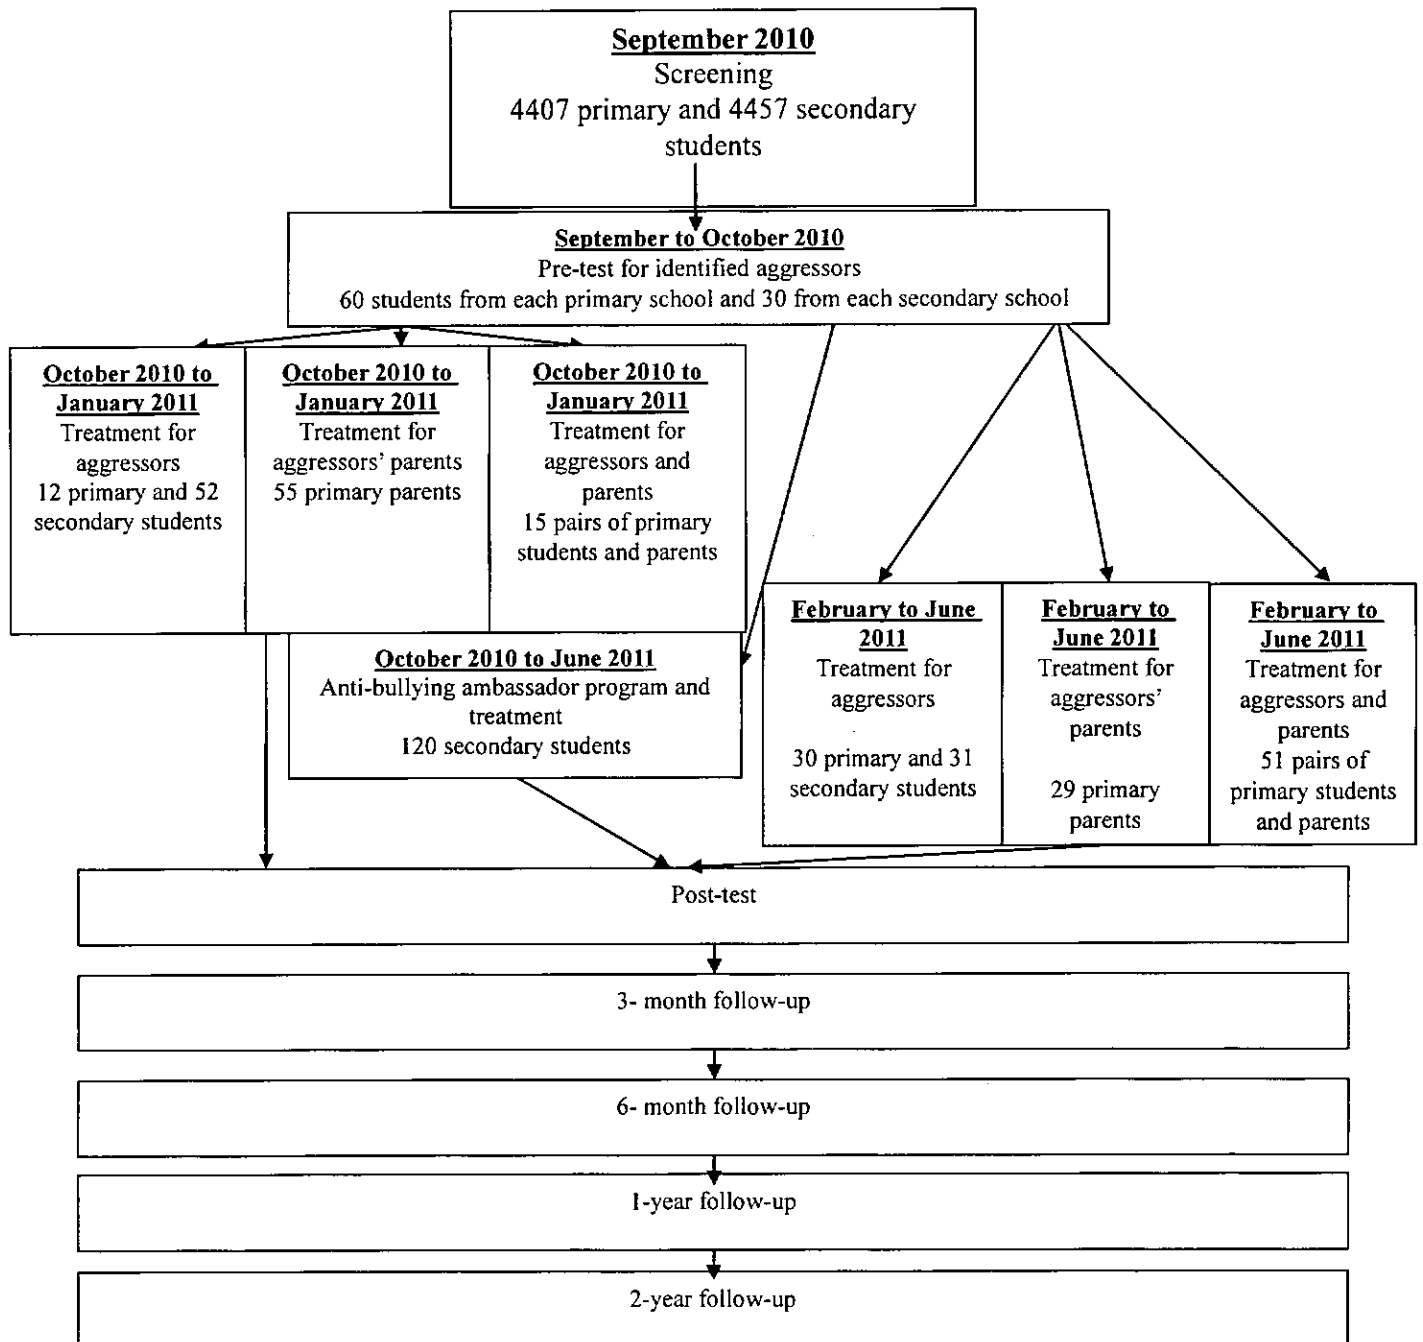 September 2010
Screening
4407 primary and 4457 secondary
students
September to October 2010
Pre-test for identified aggressors
60 students from each primary school and 30 from each secondary school
October 2010 to
January 2011
Treatment for
aggressors
12 primary and 52
secondary students
October 2010 to
January 2011
Treatment for
aggressors' parents
55 primary parents
October 2010 to
January 2011
Treatment for
aggressors and
parents
15 pairs of primary
students and parents
October 2010 to June 2011
Anti-bullying ambassador program and
treatment
120 secondary students
February to June
2011
Treatment for
aggressors
30 primary and 31
secondary students
February to
June 2011
Treatment for
aggressors'
parents
29 primary
parents
February to
June 2011
Treatment for
aggressors and
parents
51 pairs of
primary students
and parents
Post-test
3- month follow-up
6- month follow-up
1-year follow-up
2-year follow-up